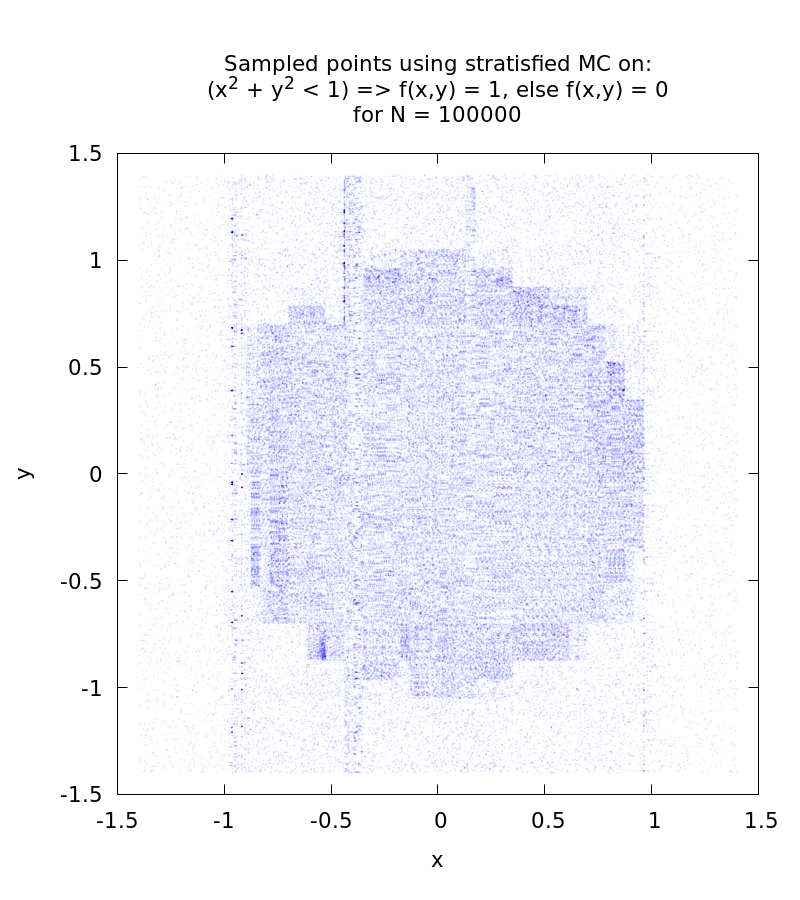 Sampled points using stratisfied MC on:
(x² + y² < 1) => f(x,y) = 1, else f(x,y) = 0
for N = 100000
1.5
1
0.5
0
-0.5
-1
-1.5
y
-1.5 -1 -0.5 0 0.5 1 1.5
x